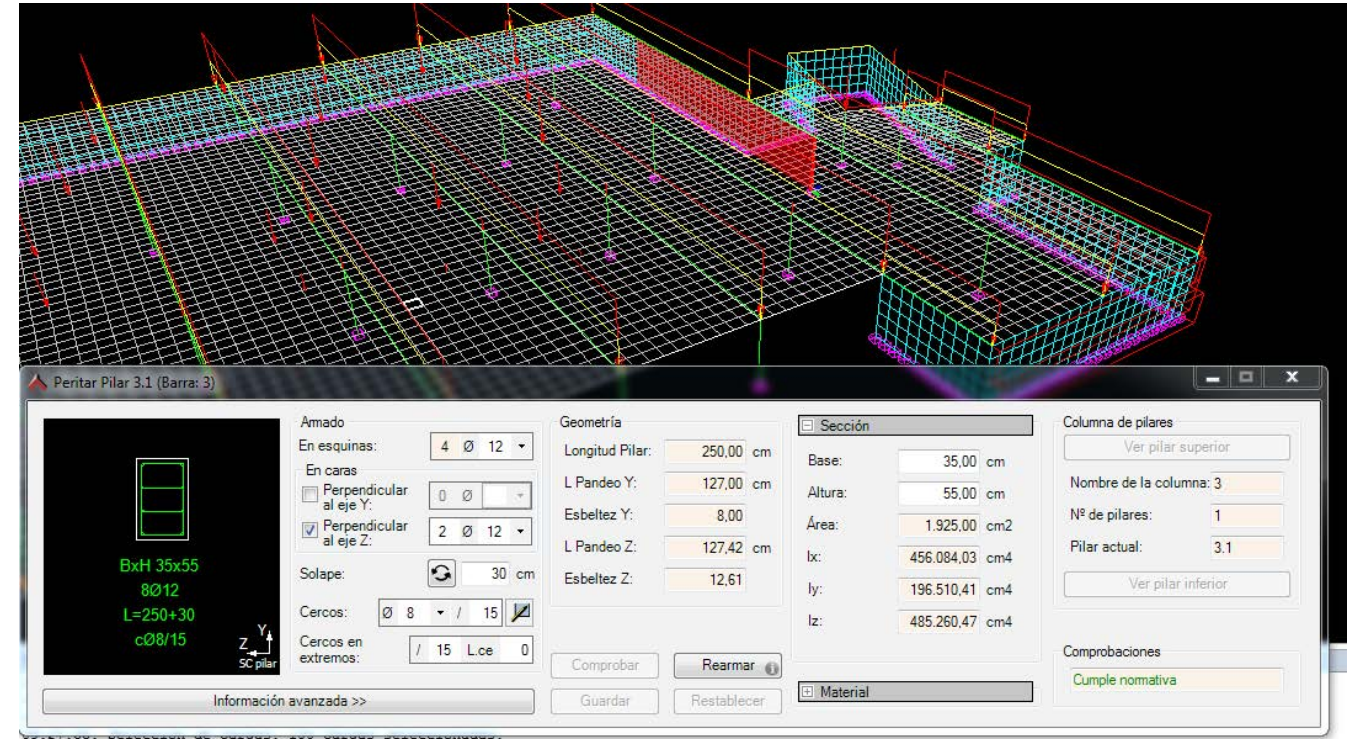 Peritar Pilar 3.1 (Barra: 3)
BxH 35x55
8Ø12
L=250+30
cØ8/15
Y
Z
SC pilar
Información avanzada >>
Armado
En esquinas: 4 Ø 12
En caras
Perpendicular al eje Y: 0 Ø
Perpendicular al eje Z: 2 Ø 12
Solape: 30 cm
Cercos: Ø 8 / 15
Cercos en extremos: / 15 L.ce 0
Geometría
Longitud Pilar: 250,00 cm
L Pandeo Y: 127,00 cm
Esbeltez Y: 8,00
L Pandeo Z: 127,42 cm
Esbeltez Z: 12,61
Comprobar Rearmar
Guardar Restablecer
Sección
Base: 35,00 cm
Altura: 55,00 cm
Área: 1.925,00 cm2
Ix: 456.084,03 cm4
Iy: 196.510,41 cm4
Iz: 485.260,47 cm4
Material
Columna de pilares
Ver pilar superior
Nombre de la columna: 3
Nº de pilares: 1
Pilar actual: 3.1
Ver pilar inferior
Comprobaciones
Cumple normativa